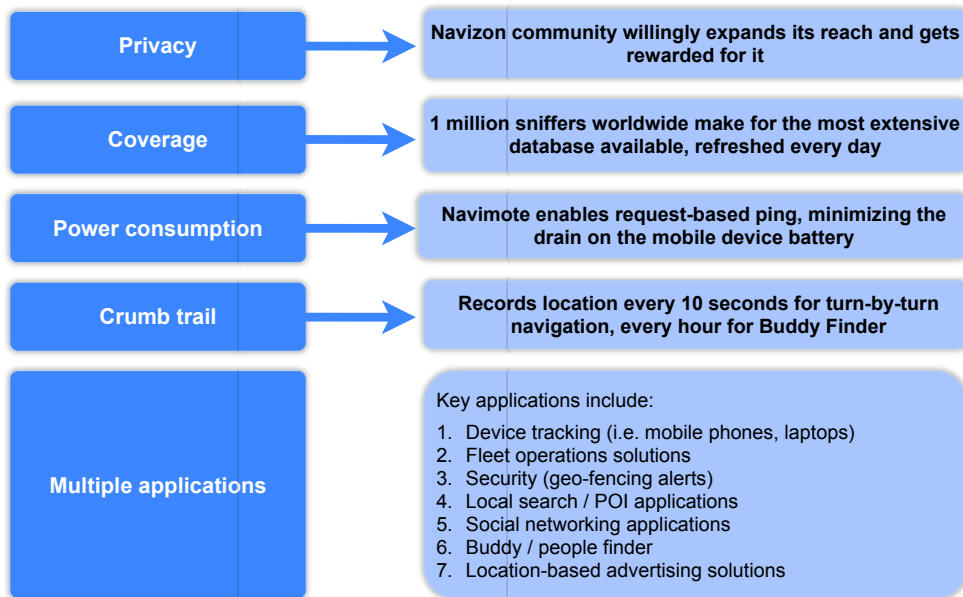 Privacy
Navizon community willingly expands its reach and gets
rewarded for it
Coverage
1 million sniffers worldwide make for the most extensive
database available, refreshed every day
Power consumption
Navimote enables request-based ping, minimizing the
drain on the mobile device battery
Crumb trail
Records location every 10 seconds for turn-by-turn
navigation, every hour for Buddy Finder
Multiple applications
Key applications include:
1. Device tracking (i.e. mobile phones, laptops)
2. Fleet operations solutions
3. Security (geo-fencing alerts)
4. Local search / POI applications
5. Social networking applications
6. Buddy / people finder
7. Location-based advertising solutions